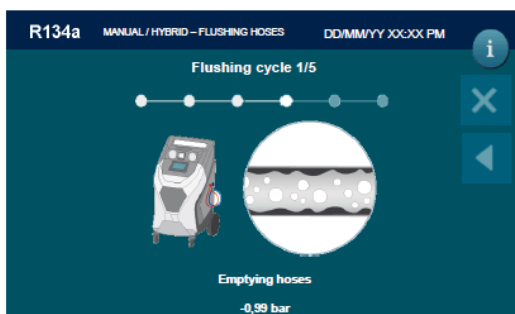 R134a MANUAL / HYBRID – FLUSHING HOSES DD/MM/YY XX:XX PM
i
Flushing cycle 1/5
Emptying hoses
-0,99 bar